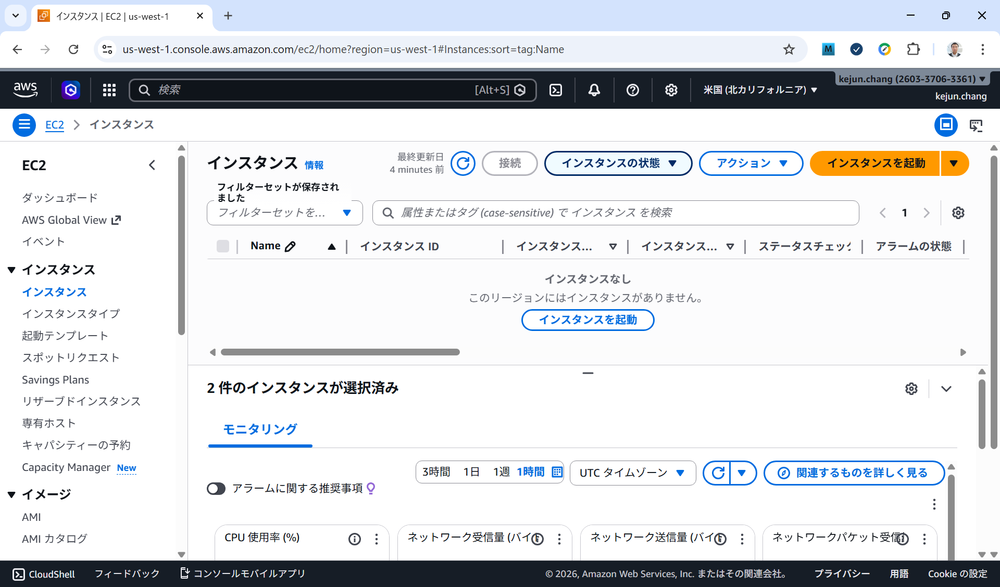 インスタンス | EC2 | us-west-1
us-west-1.console.aws.amazon.com/ec2/home?region=us-west-1#Instances:sort=tag:Name
M
aws
検索
[Alt+S]
米国 (北カリフォルニア) ▼
kejun.chang (2603-3706-3361) ▼
kejun.chang
EC2 > インスタンス
EC2
ダッシュボード
AWS Global View
イベント
インスタンス
インスタンス
インスタンスタイプ
起動テンプレート
スポットリクエスト
Savings Plans
リザーブドインスタンス
専有ホスト
キャパシティーの予約
Capacity Manager New
イメージ
AMI
AMI カタログ
インスタンス 情報
最終更新日
4 minutes 前
接続
インスタンスの状態
アクション
インスタンスを起動
フィルターセットが保存され
ました
フィルターセットを...
属性またはタグ (case-sensitive) で インスタンス を検索
1
Name
インスタンス ID
インスタンス...
インスタンス...
ステータスチェック
アラームの状態
インスタンスなし
このリージョンにはインスタンスがありません。
インスタンスを起動
2 件のインスタンスが選択済み
モニタリング
3時間 1日 1週 1時間
UTC タイムゾーン
関連するものを詳しく見る
アラームに関する推奨事項
CPU 使用率 (%)
ネットワーク受信量 (バイ
ネットワーク送信量 (バイ
ネットワークパケット受信
CloudShell
フィードバック
コンソールモバイルアプリ
© 2026, Amazon Web Services, Inc. またはその関連会社。
プライバシー
用語
Cookie の設定